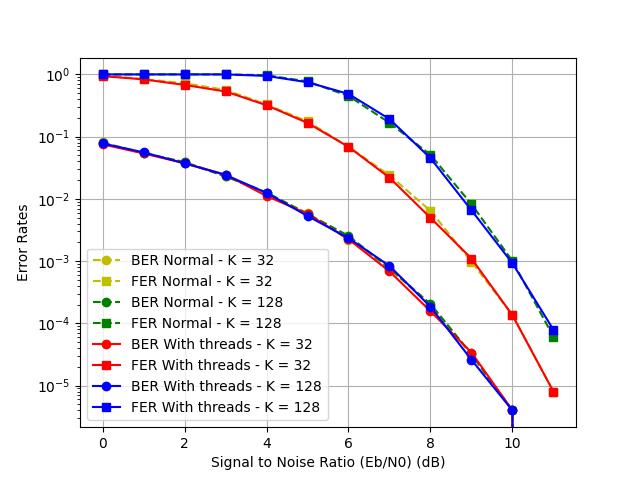 10⁰
10⁻¹
10⁻²
10⁻³
10⁻⁴
10⁻⁵
Error Rates
BER Normal - K = 32
FER Normal - K = 32
BER Normal - K = 128
FER Normal - K = 128
BER With threads - K = 32
FER With threads - K = 32
BER With threads - K = 128
FER With threads - K = 128
0 2 4 6 8 10
Signal to Noise Ratio (Eb/N0) (dB)